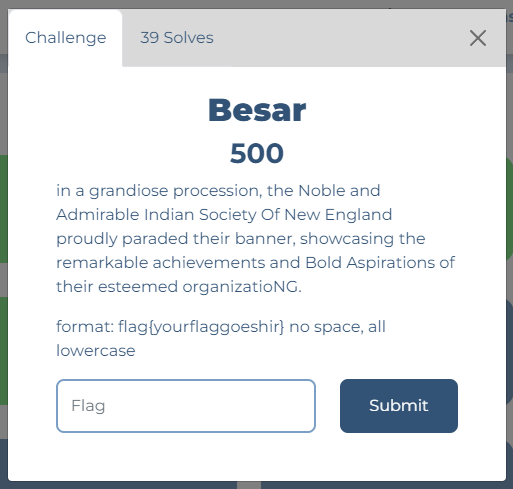 Challenge
39 Solves
Besar
500
in a grandiose procession, the Noble and
Admirable Indian Society Of New England
proudly paraded their banner, showcasing the
remarkable achievements and Bold Aspirations of
their esteemed organizatioNG.
format: flag{yourflaggoeshir} no space, all
lowercase
Flag
Submit